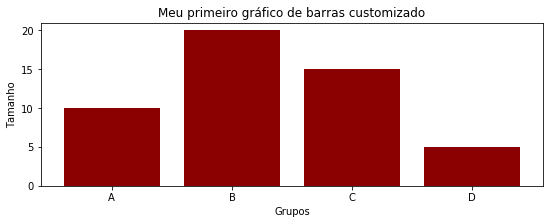 Meu primeiro gráfico de barras customizado
20
15
10
5
0
Tamanho
A B C D
Grupos